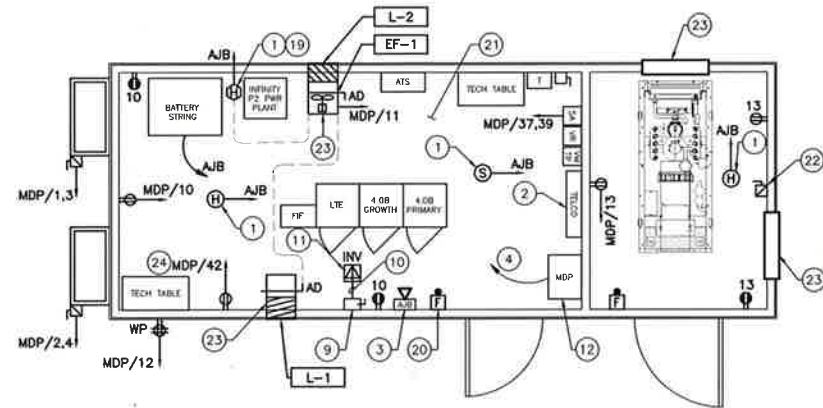 L-2
EF-1
AJB
1
19
21
23
10
BATTERY
STRING
INFINITY
P2 PWR
PLANT
AD
ATS
TECH TABLE
T
MDP/11
23
MDP/37,39
SA
13
AJB
1
AJB
1
S
AJB
2
TELCO
H
22
MDP/1,3
MDP/10
H
AJB
1
FIF
LTE
4.0B
GROWTH
4.0B
PRIMARY
MDP/13
11
INV
10
4
MDP
24
MDP/42
TECH TABLE
AD
10
AJB
F
F
13
23
MDP/2,4
WP
MDP/12
23
L-1
9
3
20
12